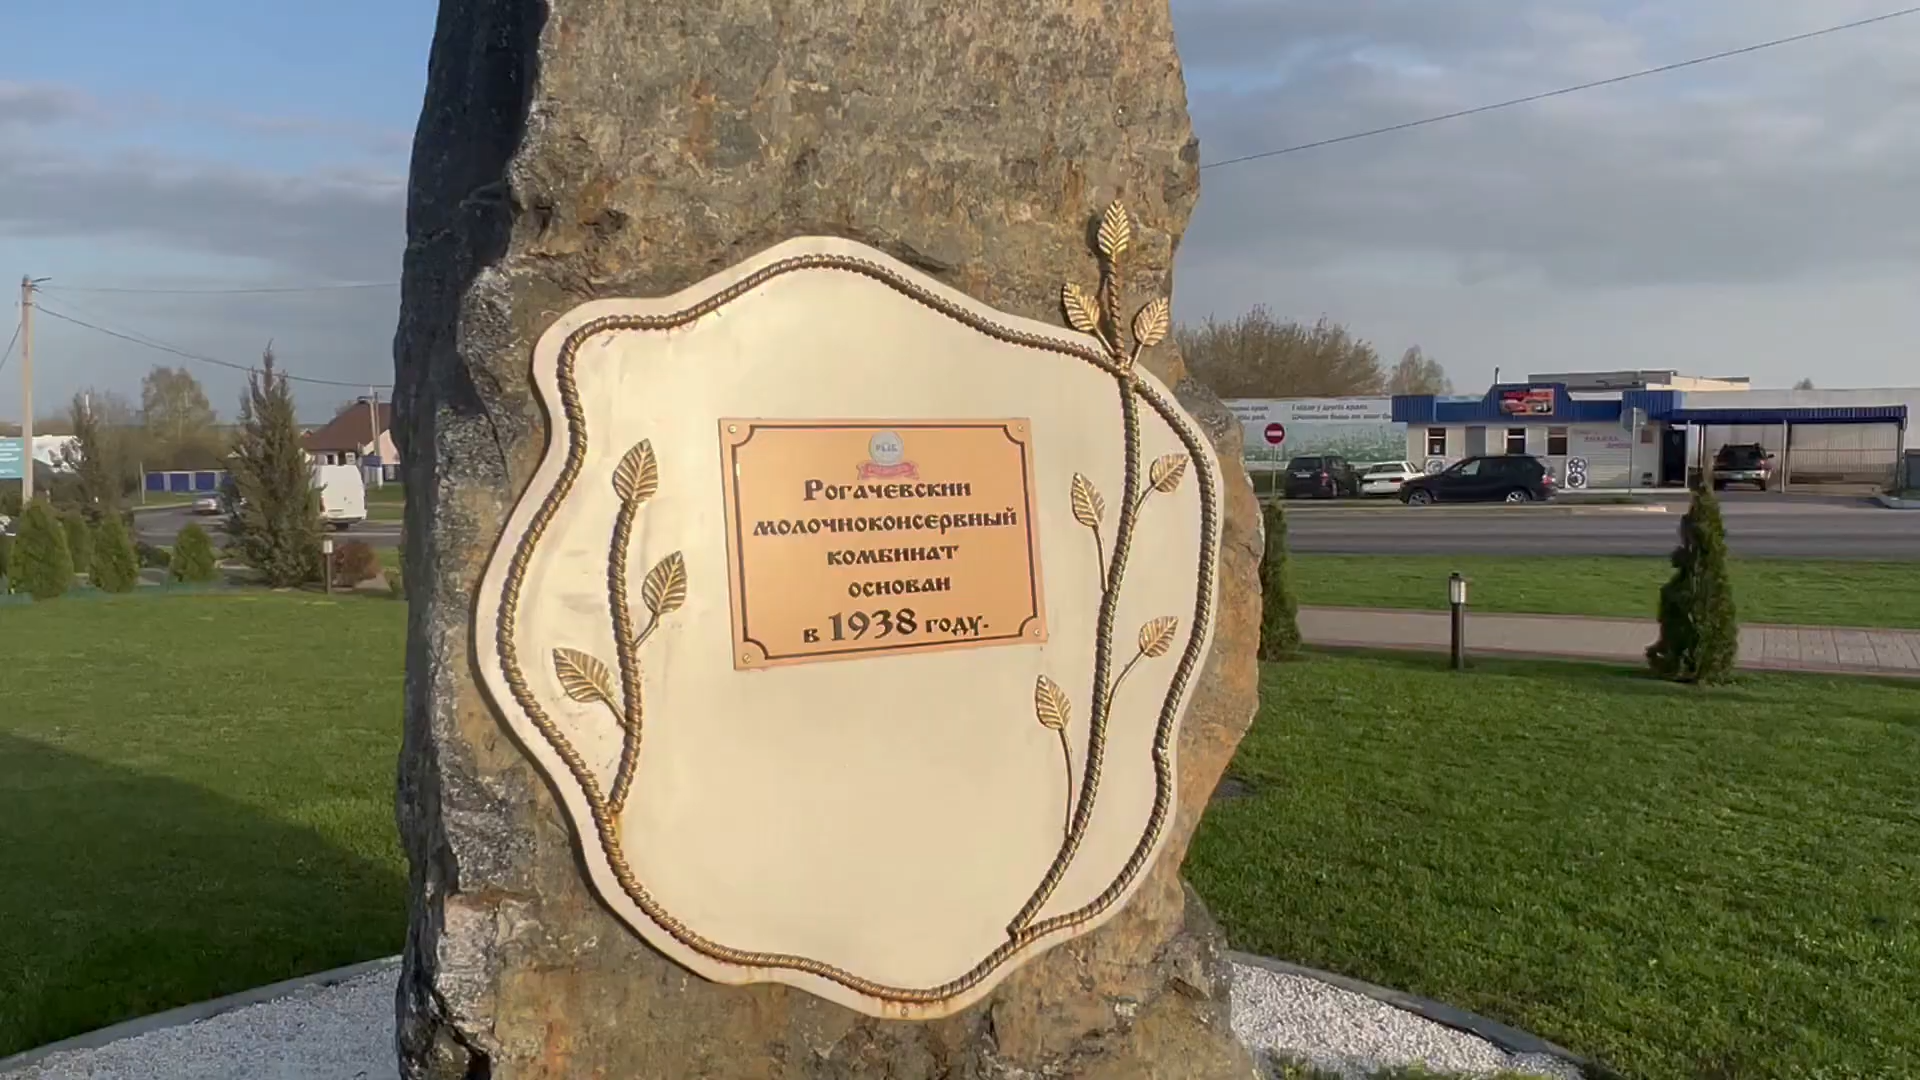 Рогачевский
молочноконсервный
комбинат
основан
в 1938 году.